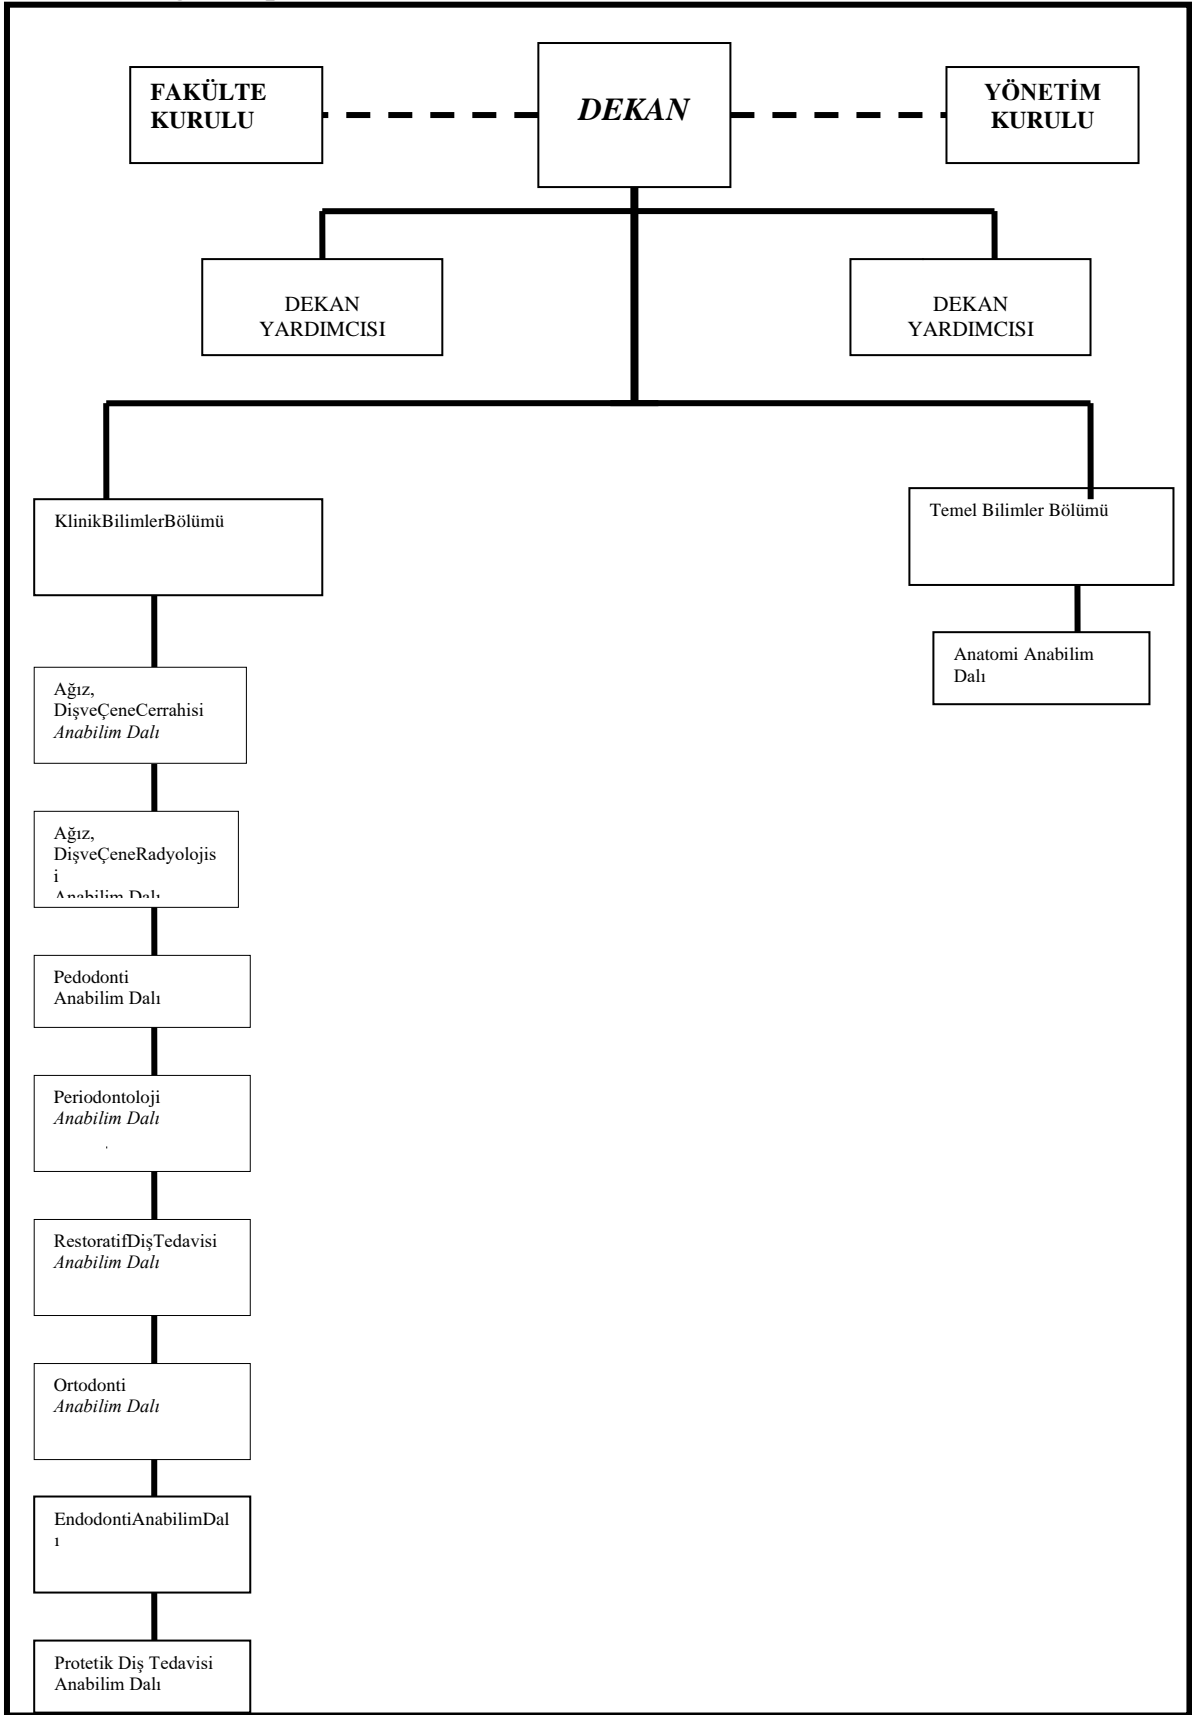 FAKÜLTE
KURULU
DEKAN
YÖNETİM
KURULU
DEKAN
YARDIMCISI
DEKAN
YARDIMCISI
KlinikBilimlerBölümü
Temel Bilimler Bölümü
Anatomi Anabilim
Dalı
Ağız,
DişveÇeneCerrahisi
Anabilim Dalı
Ağız,
DişveÇeneRadyolojis
i
Anabilim Dalı
Pedodonti
Anabilim Dalı
Periodontoloji
Anabilim Dalı
RestoratifDişTedavisi
Anabilim Dalı
Ortodonti
Anabilim Dalı
EndodontiAnabilimDal
ı
Protetik Diş Tedavisi
Anabilim Dalı